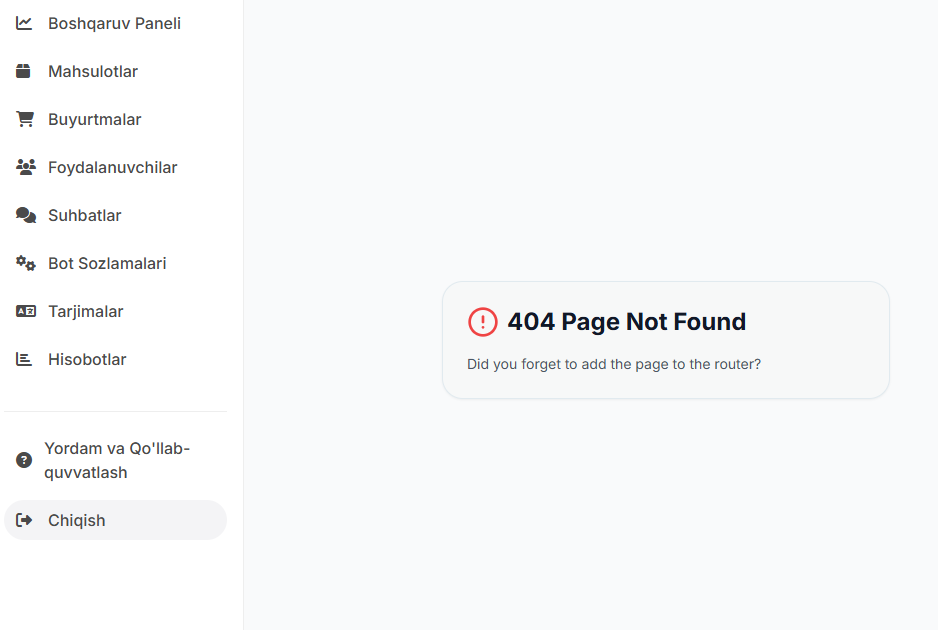 Boshqaruv Paneli
Mahsulotlar
Buyurtmalar
Foydalanuvchilar
Suhbatlar
Bot Sozlamalari
Tarjimalar
Hisobotlar
Yordam va Qo'llab-
quvvatlash
Chiqish
404 Page Not Found
Did you forget to add the page to the router?